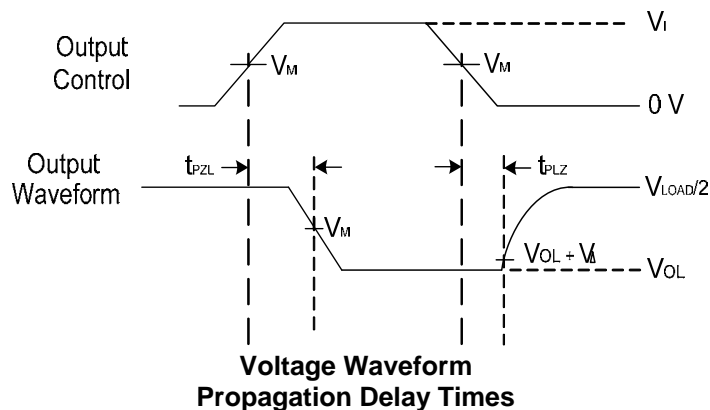 Output
Control
VM
VM
VI
0 V
Output
Waveform
tPZL
tPLZ
VM
VLOAD/2
VOL + VΔ
VOL
Voltage Waveform
Propagation Delay Times